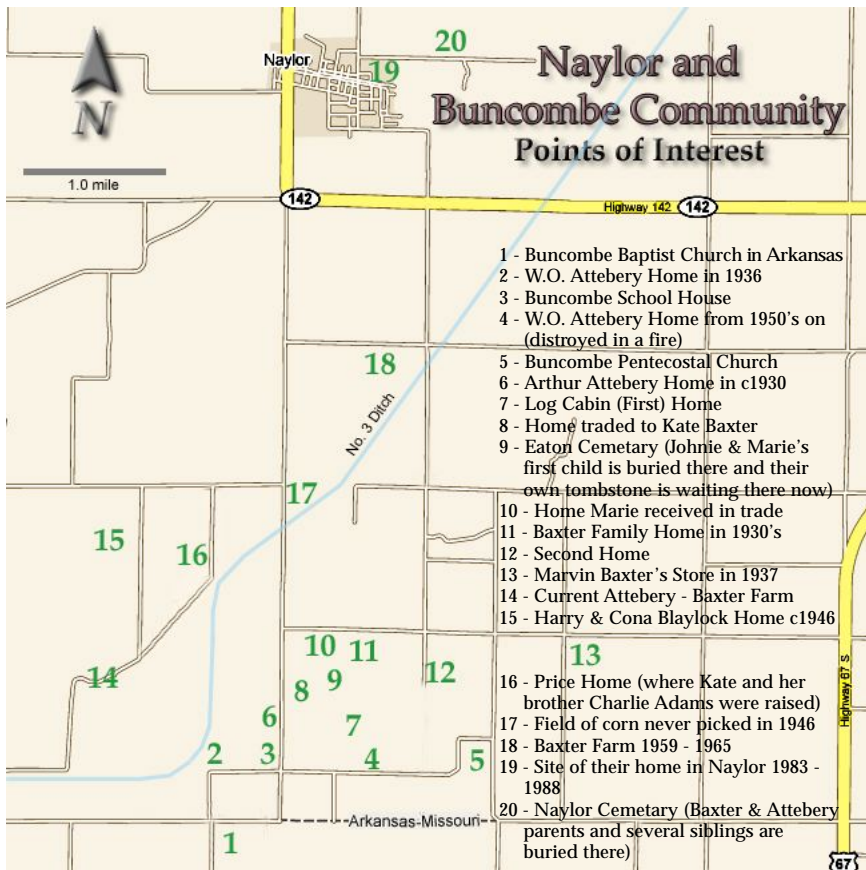 20
Naylor
19
Naylor and
Buncombe Community
Points of Interest
N
1.0 mile
142
Highway 142
142
1 - Buncombe Baptist Church in Arkansas
2 - W.O. Attebery Home in 1936
3 - Buncombe School House
4 - W.O. Attebery Home from 1950's on
(distroyed in a fire)
5 - Buncombe Pentecostal Church
6 - Arthur Attebery Home in c1930
7 - Log Cabin (First) Home
8 - Home traded to Kate Baxter
9 - Eaton Cemetary (Johnie & Marie's
first child is buried there and their
own tombstone is waiting there now)
10 - Home Marie received in trade
11 - Baxter Family Home in 1930's
12 - Second Home
13 - Marvin Baxter's Store in 1937
14 - Current Attebery - Baxter Farm
15 - Harry & Cona Blaylock Home c1946
16 - Price Home (where Kate and her
brother Charlie Adams were raised)
17 - Field of corn never picked in 1946
18 - Baxter Farm 1959 - 1965
19 - Site of their home in Naylor 1983 -
1988
20 - Naylor Cemetary (Baxter & Attebery
parents and several siblings are
buried there)
18
No. 3 Ditch
17
15
16
10
11
13
14
12
9
8
6
7
2
3
4
5
Highway 67 S
Arkansas-Missouri
1
67